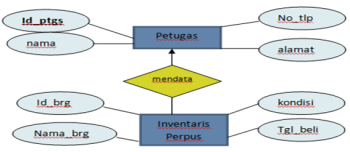 Id_ptgs
No_tlp
Petugas
nama
alamat
mendata
Id_brg
kondisi
Inventaris
Perpus
Nama_brg
Tgl_beli